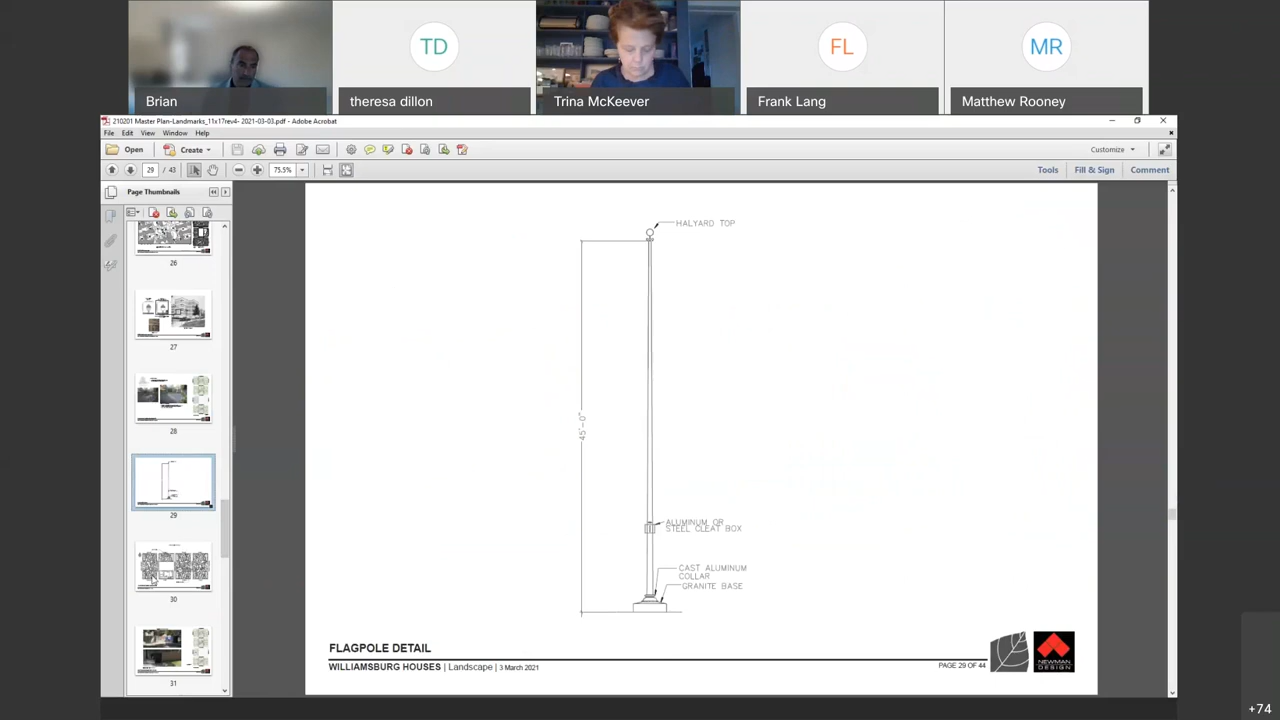 TD
FL
MR
Brian
theresa dillon
Trina McKeever
Frank Lang
Matthew Rooney
210201 Master Plan-Landmarks_11x17rev4- 2021-03-03.pdf - Adobe Acrobat
File Edit View Window Help
Open
Create
Customize
29 / 43
75.5%
Tools
Fill & Sign
Comment
Page Thumbnails
26
27
28
29
30
31
HALYARD TOP
45'-0"
ALUMINUM OR
STEEL CLEAT BOX
CAST ALUMINUM
COLLAR
GRANITE BASE
FLAGPOLE DETAIL
WILLIAMSBURG HOUSES | Landscape | 3 March 2021
PAGE 29 OF 44
NEWMAN
DESIGN
+74